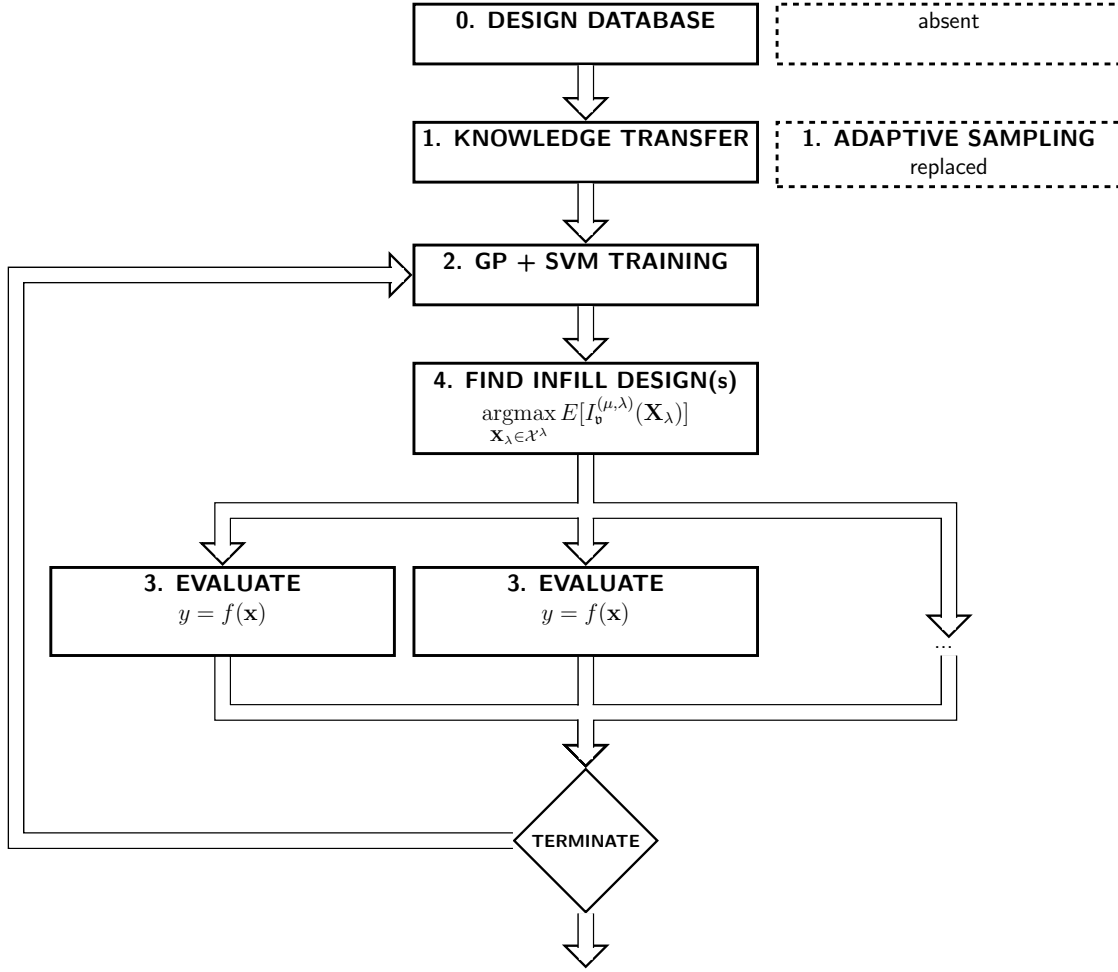 0. DESIGN DATABASE
absent
1. KNOWLEDGE TRANSFER
1. ADAPTIVE SAMPLING
replaced
2. GP + SVM TRAINING
4. FIND INFILL DESIGN(s)
argmax E[I_𝔳^{(μ,λ)}(𝐗_λ)]
𝐗_λ∈𝒳^λ
3. EVALUATE
y = f(𝐱)
3. EVALUATE
y = f(𝐱)
...
TERMINATE